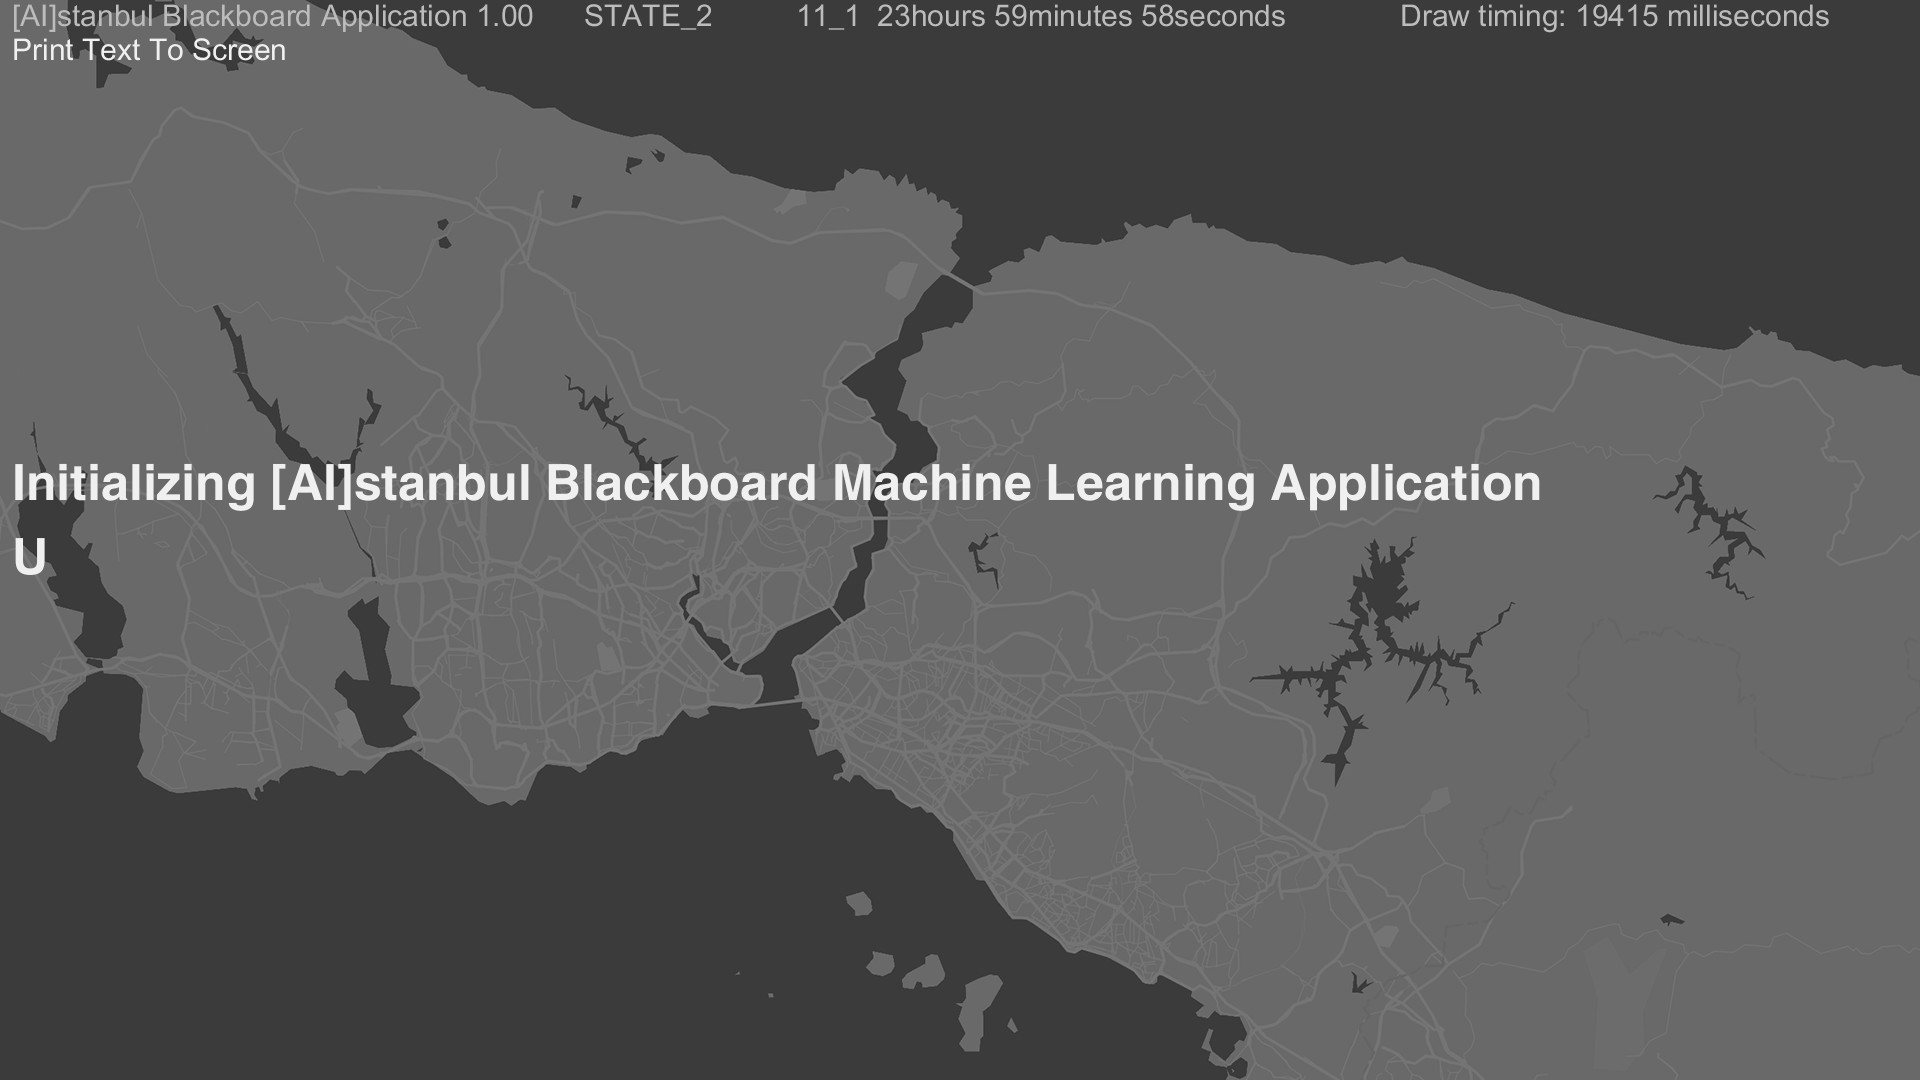 [AI]stanbul Blackboard Application 1.00 STATE_2 11_1 23hours 59minutes 58seconds Draw timing: 19415 milliseconds
Print Text To Screen
Initializing [AI]stanbul Blackboard Machine Learning Application
U